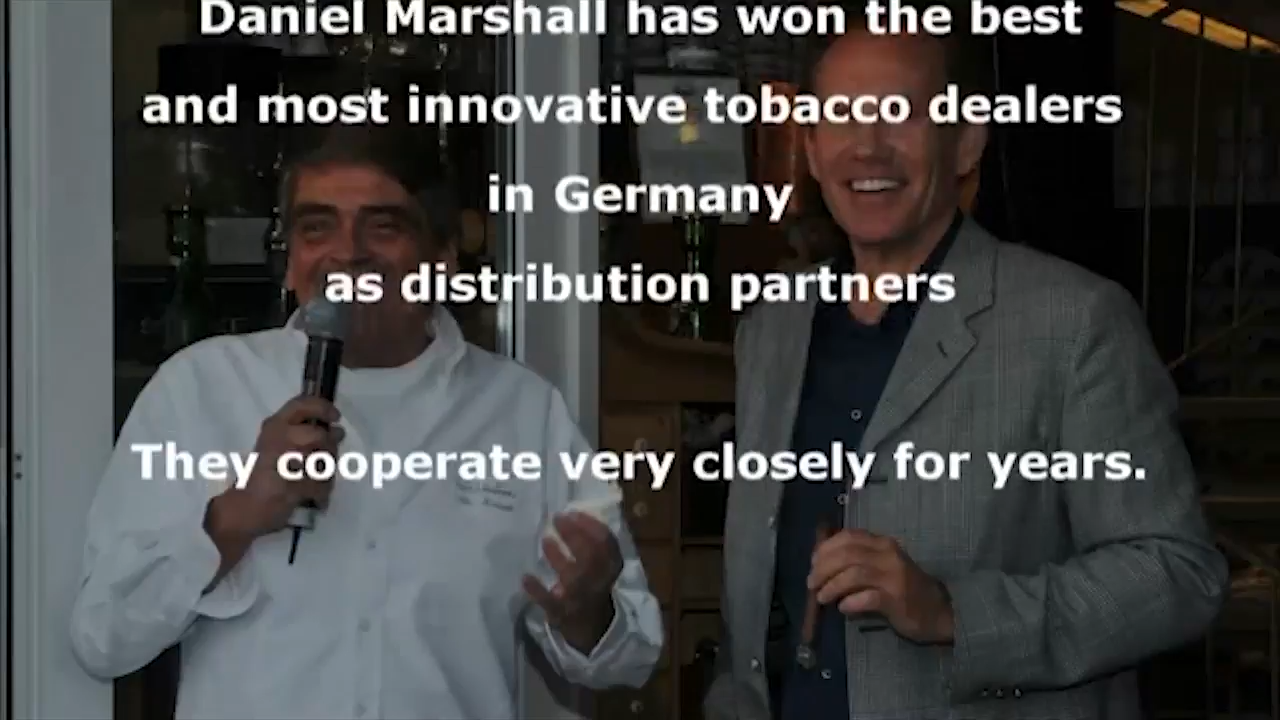 Daniel Marshall has won the best
and most innovative tobacco dealers
in Germany
as distribution partners
They cooperate very closely for years.